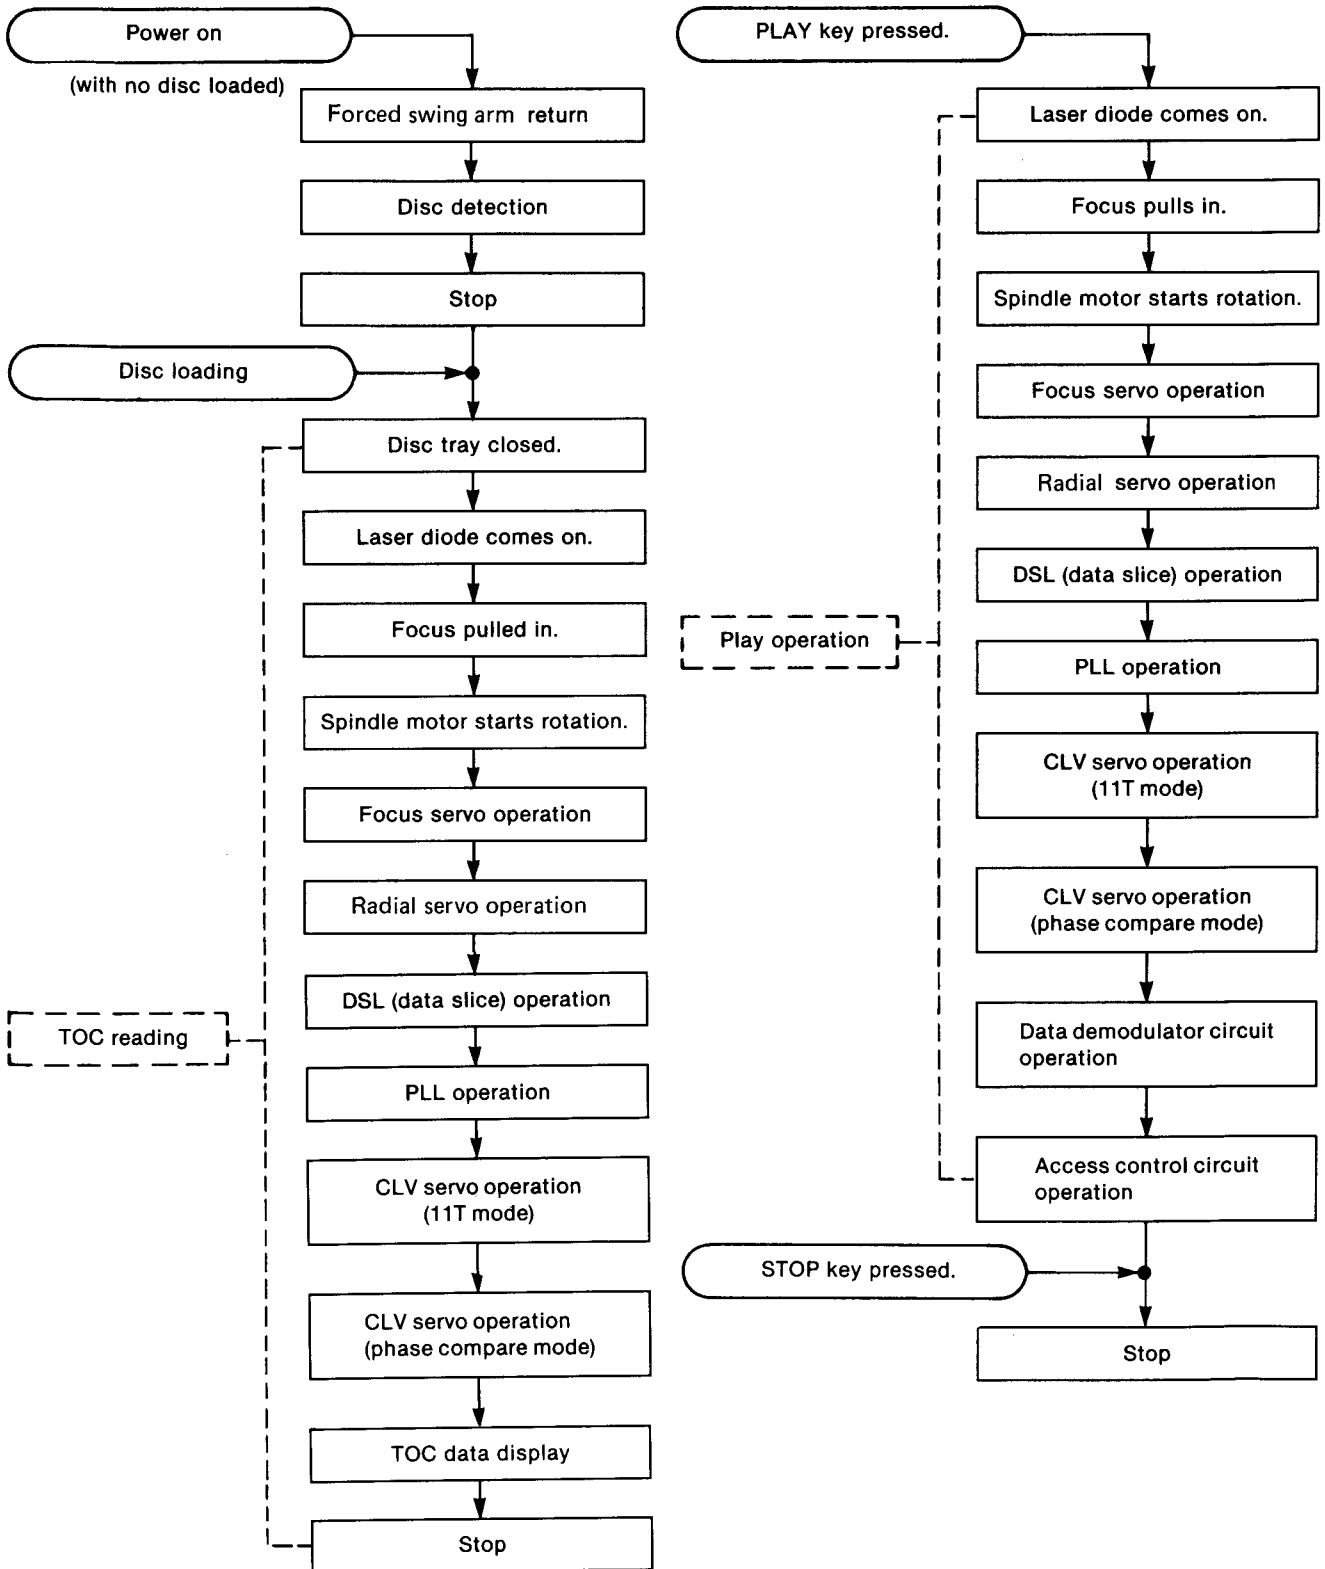 Power on
(with no disc loaded)
Forced swing arm return
Disc detection
Stop
Disc loading
Disc tray closed.
Laser diode comes on.
Focus pulled in.
Spindle motor starts rotation.
Focus servo operation
Radial servo operation
DSL (data slice) operation
TOC reading
PLL operation
CLV servo operation
(11T mode)
CLV servo operation
(phase compare mode)
TOC data display
Stop
PLAY key pressed.
Laser diode comes on.
Focus pulls in.
Spindle motor starts rotation.
Focus servo operation
Radial servo operation
DSL (data slice) operation
Play operation
PLL operation
CLV servo operation
(11T mode)
CLV servo operation
(phase compare mode)
Data demodulator circuit
operation
Access control circuit
operation
STOP key pressed.
Stop